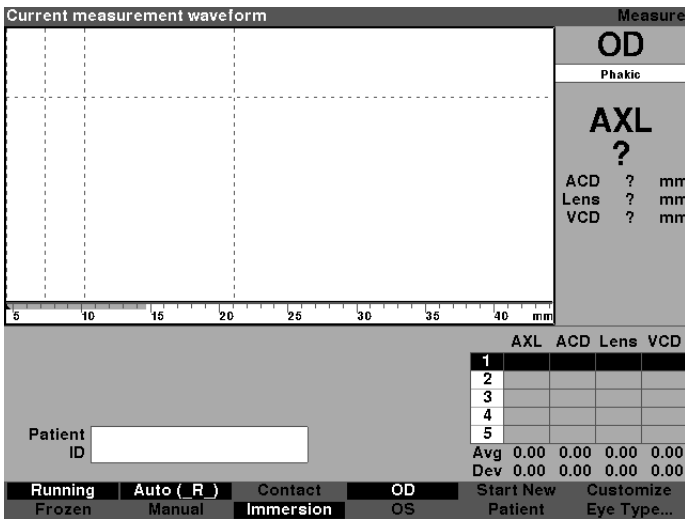 Current measurement waveform Measure
OD
Phakic
AXL
?
ACD ? mm
Lens ? mm
VCD ? mm
5 10 15 20 25 30 35 40 mm
AXL ACD Lens VCD
1
2
3
4
5
Patient
ID
Avg 0.00 0.00 0.00 0.00
Dev 0.00 0.00 0.00 0.00
Running Auto (_R_) Contact OD Start New Customize
Frozen Manual Immersion OS Patient Eye Type...